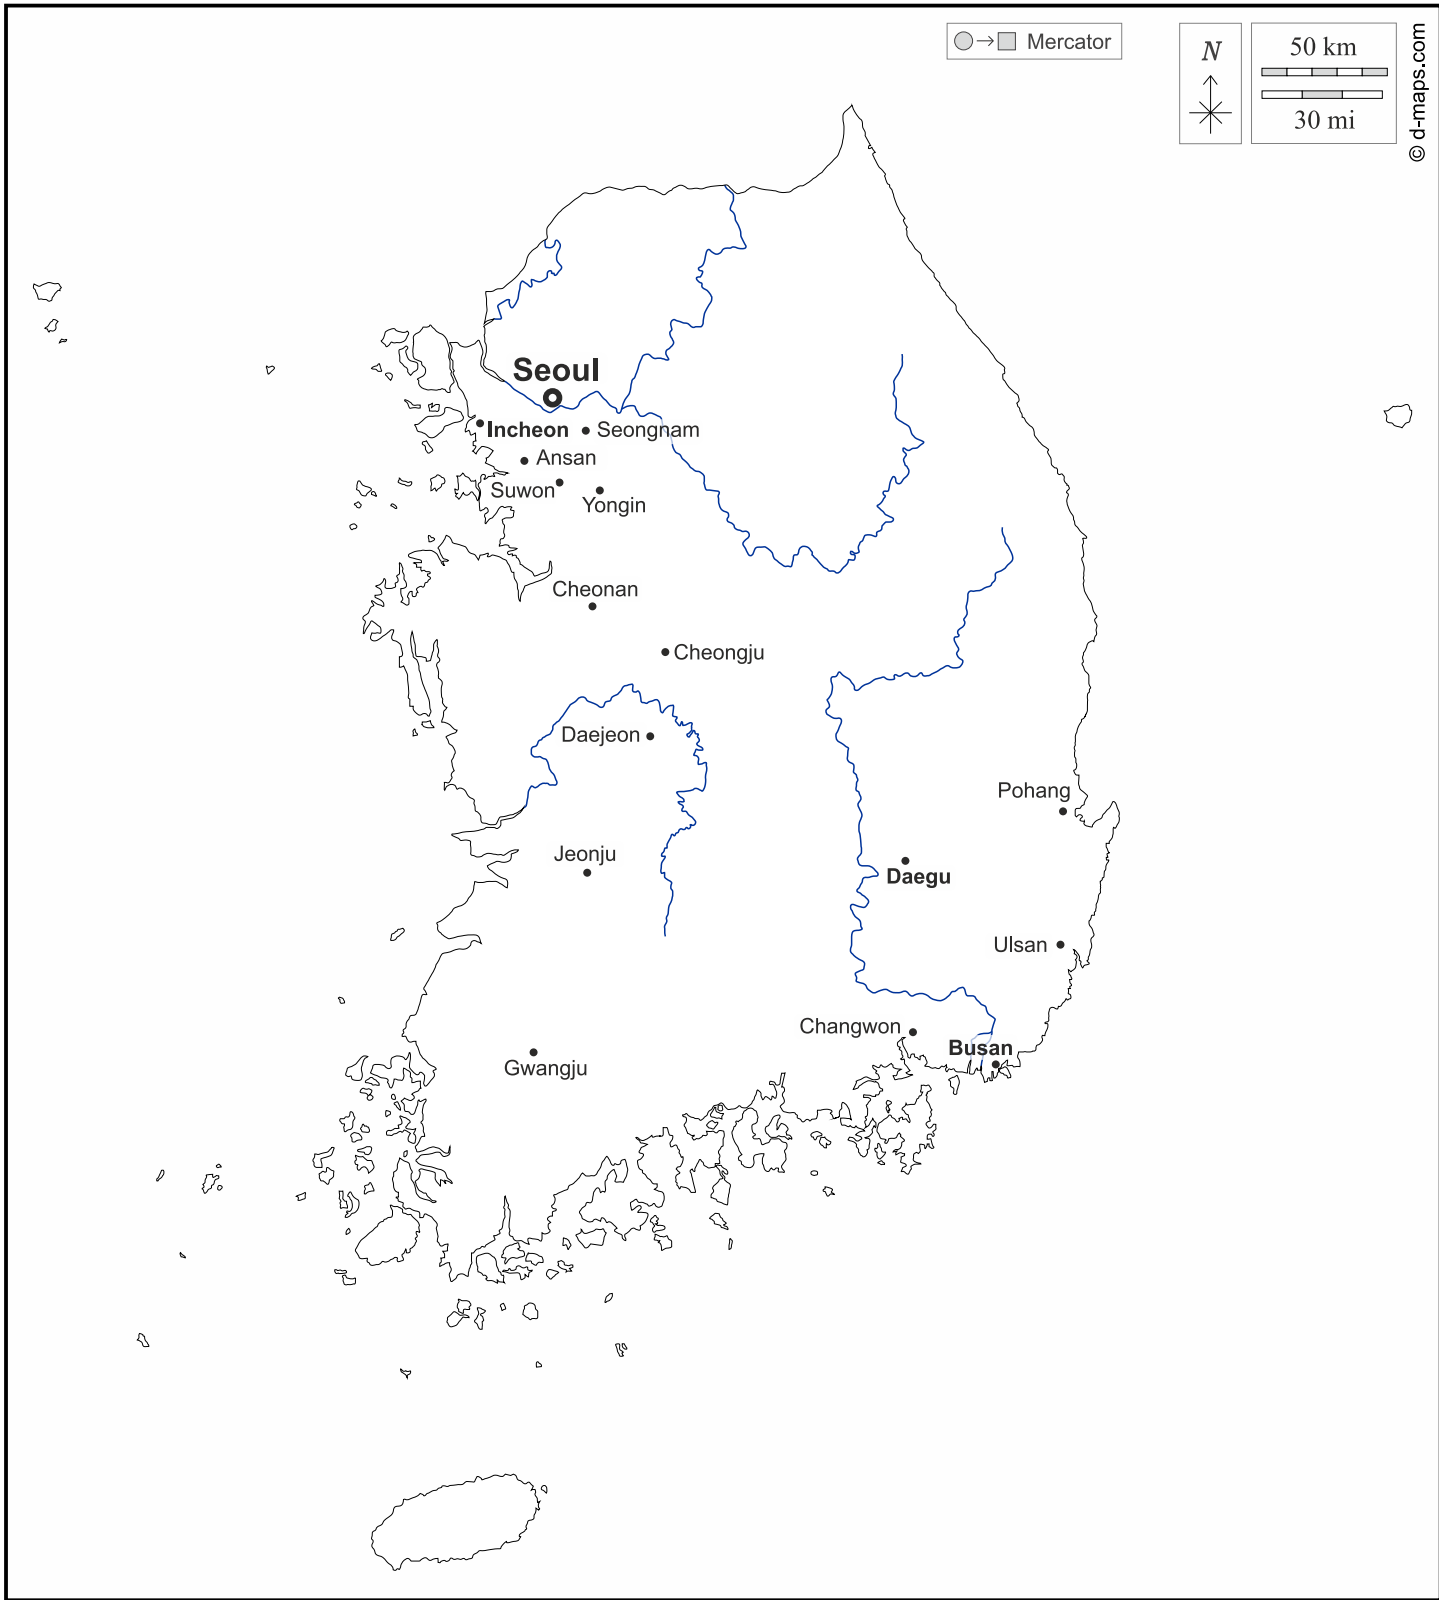 Mercator
N
50 km
30 mi
© d-maps.com
Seoul
Incheon
Seongnam
Ansan
Suwon
Yongin
Cheonan
Cheongju
Daejeon
Pohang
Jeonju
Daegu
Ulsan
Changwon
Busan
Gwangju